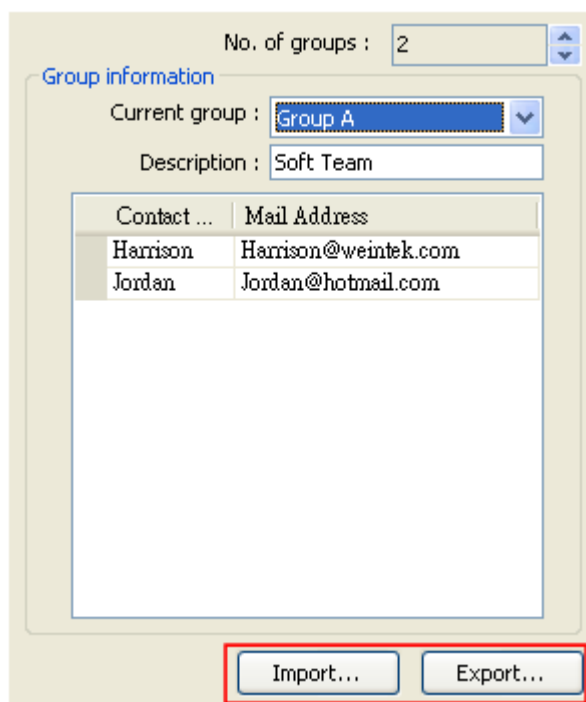 No. of groups : 2
Group information
Current group : Group A
Description : Soft Team
Contact ... Mail Address
Harrison Harrison@weintek.com
Jordan Jordan@hotmail.com
Import... Export...